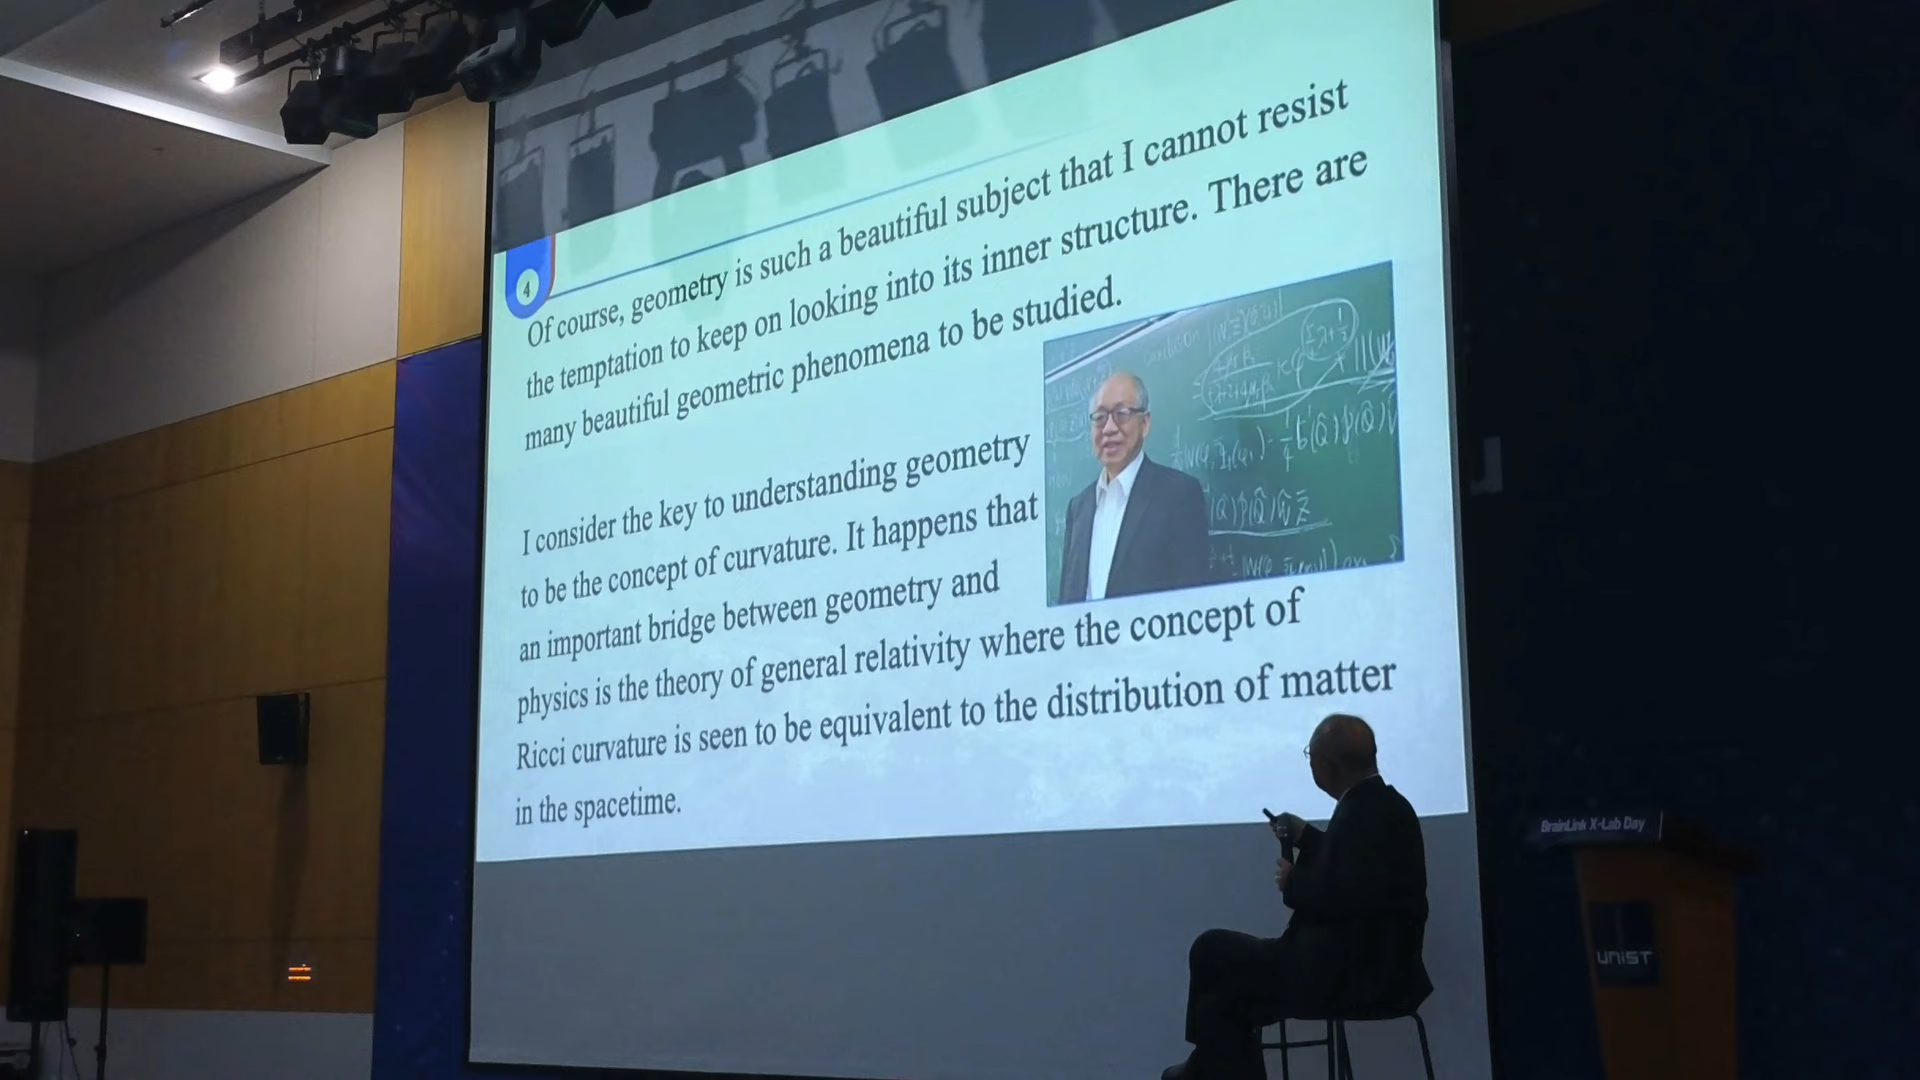 Of course, geometry is such a beautiful subject that I cannot resist
the temptation to keep on looking into its inner structure. There are
many beautiful geometric phenomena to be studied.
4
I consider the key to understanding geometry
to be the concept of curvature. It happens that
an important bridge between geometry and
physics is the theory of general relativity where the concept of
Ricci curvature is seen to be equivalent to the distribution of matter
in the spacetime.
BrainLink X-Lab Day
UNIST